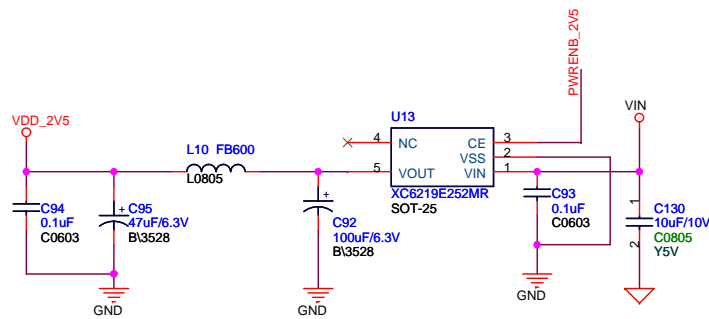 PWRENB_2V5
VIN
U13
VDD_2V5
L10 FB600
L0805
4 NC
CE 3
VSS 2
5 VOUT
VIN 1
XC6219E252MR
SOT-25
C94
0.1uF
C0603
+
C95
47uF/6.3V
B\3528
+
C92
100uF/6.3V
B\3528
C93
0.1uF
C0603
1
2
C130
10uF/10V
C0805
Y5V
GND
GND
GND